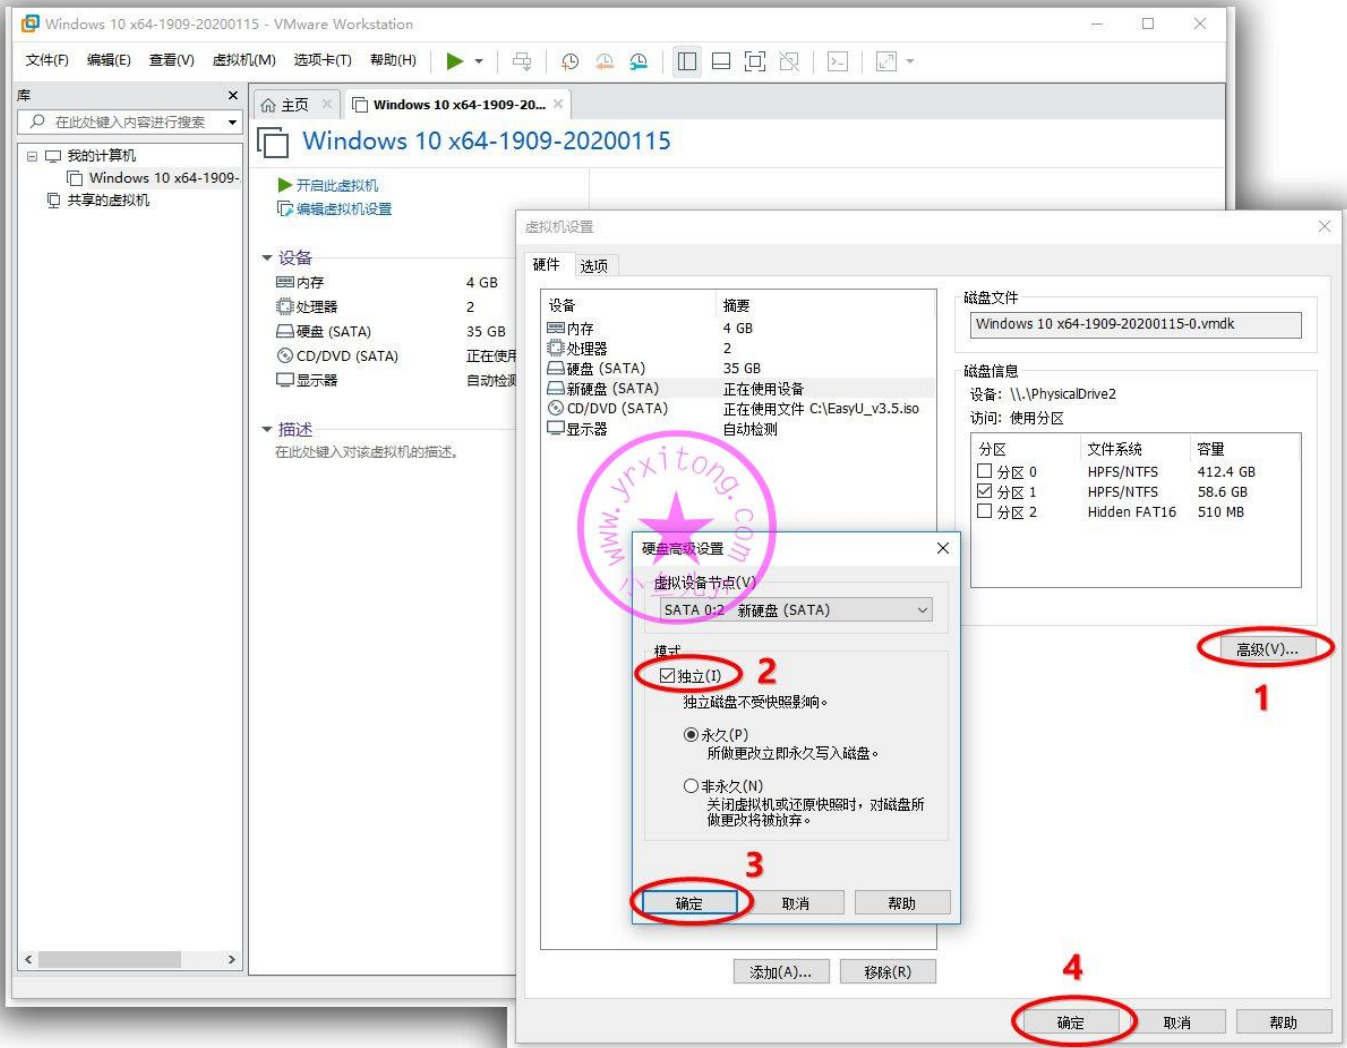 Windows 10 x64-1909-20200115 - VMware Workstation
文件(F) 编辑(E) 查看(V) 虚拟机(M) 选项卡(T) 帮助(H)
库
在此处键入内容进行搜索
我的计算机
Windows 10 x64-1909-
共享的虚拟机
主页 Windows 10 x64-1909-20...
Windows 10 x64-1909-20200115
开启此虚拟机
编辑虚拟机设置
设备
内存 4 GB
处理器 2
硬盘 (SATA) 35 GB
CD/DVD (SATA) 正在使用
显示器 自动检测
描述
在此处键入对该虚拟机的描述。
虚拟机设置
硬件 选项
设备 摘要
内存 4 GB
处理器 2
硬盘 (SATA) 35 GB
新硬盘 (SATA) 正在使用设备
CD/DVD (SATA) 正在使用文件 C:\EasyU_v3.5.iso
显示器 自动检测
磁盘文件
Windows 10 x64-1909-20200115-0.vmdk
磁盘信息
设备: \\.\PhysicalDrive2
访问: 使用分区
分区 文件系统 容量
分区 0 HPFS/NTFS 412.4 GB
分区 1 HPFS/NTFS 58.6 GB
分区 2 Hidden FAT16 510 MB
高级(V)...
1
www.yrxitong.com
硬盘高级设置
虚拟设备节点(V)
SATA 0:2 新硬盘 (SATA)
模式
独立(I)
2
独立磁盘不受快照影响。
永久(P)
所做更改立即永久写入磁盘。
非永久(N)
关闭虚拟机或还原快照时，对磁盘所
做更改将被放弃。
3
确定 取消 帮助
添加(A)... 移除(R)
4
确定 取消 帮助